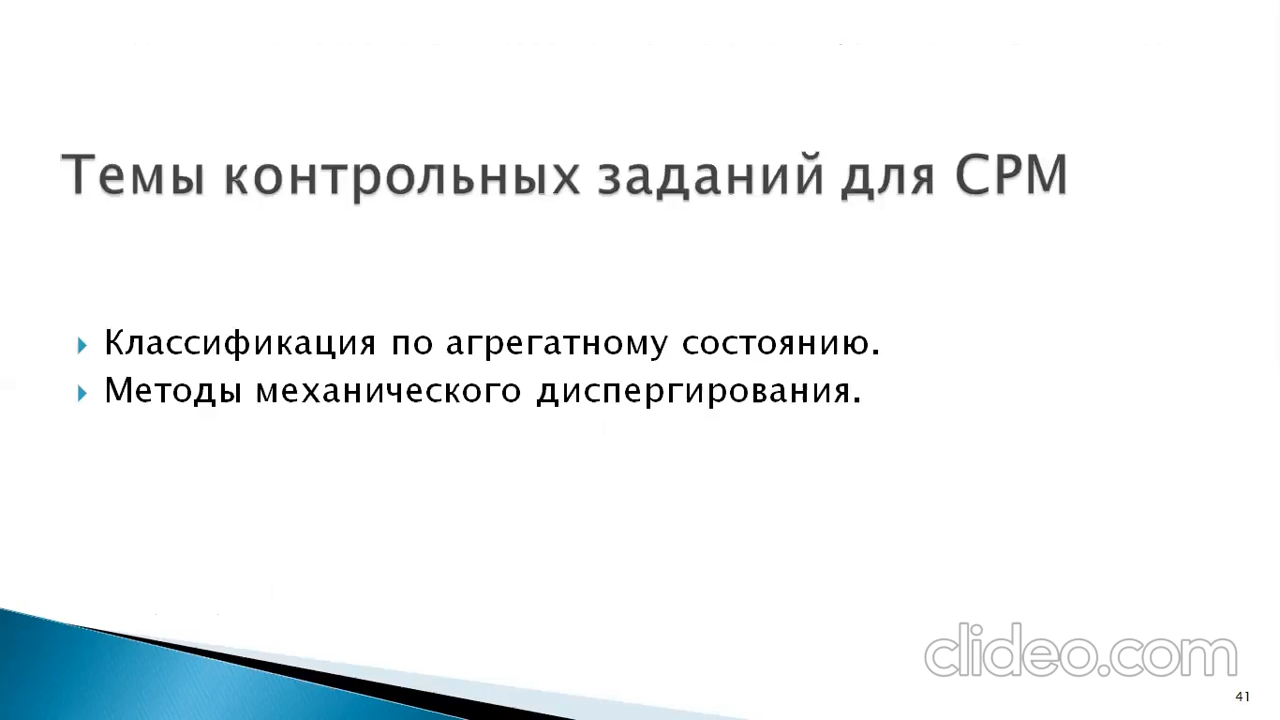 Темы контрольных заданий для СРМ
Классификация по агрегатному состоянию.
Методы механического диспергирования.
clideo.com
41